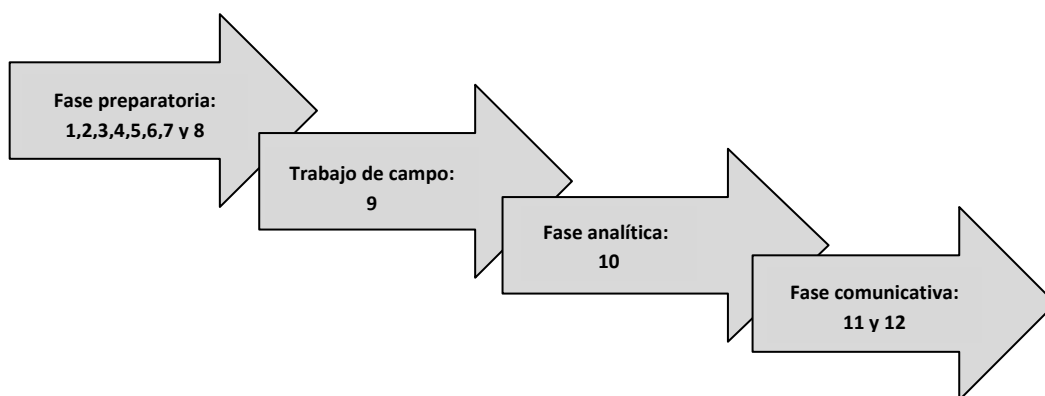 Fase preparatoria:
1,2,3,4,5,6,7 y 8
Trabajo de campo:
9
Fase analítica:
10
Fase comunicativa:
11 y 12